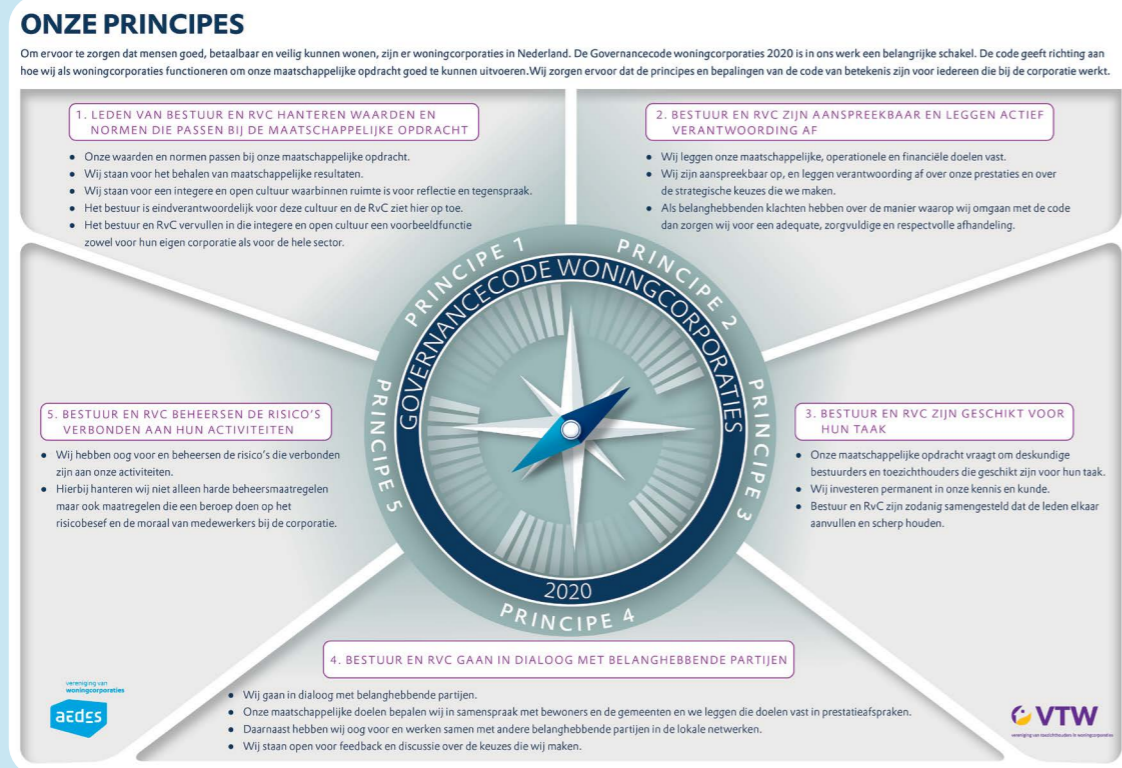 ONZE PRINCIPES
Om ervoor te zorgen dat mensen goed, betaalbaar en veilig kunnen wonen, zijn er woningcorporaties in Nederland. De Governancecode woningcorporaties 2020 is in ons werk een belangrijke schakel. De code geeft richting aan
hoe wij als woningcorporaties functioneren om onze maatschappelijke opdracht goed te kunnen uitvoeren.Wij zorgen ervoor dat de principes en bepalingen van de code van betekenis zijn voor iedereen die bij de corporatie werkt.
1. LEDEN VAN BESTUUR EN RVC HANTEREN WAARDEN EN
NORMEN DIE PASSEN BIJ DE MAATSCHAPPELIJKE OPDRACHT
• Onze waarden en normen passen bij onze maatschappelijke opdracht.
• Wij staan voor het behalen van maatschappelijke resultaten.
• Wij staan voor een integere en open cultuur waarbinnen ruimte is voor reflectie en tegenspraak.
• Het bestuur is eindverantwoordelijk voor deze cultuur en de RvC ziet hier op toe.
• Het bestuur en RvC vervullen in die integere en open cultuur een voorbeeldfunctie
zowel voor hun eigen corporatie als voor de hele sector.
2. BESTUUR EN RVC ZIJN AANSPREEKBAAR EN LEGGEN ACTIEF
VERANTWOORDING AF
• Wij leggen onze maatschappelijke, operationele en financiële doelen vast.
• Wij zijn aanspreekbaar op, en leggen verantwoording af over onze prestaties en over
de strategische keuzes die we maken.
• Als belanghebbenden klachten hebben over de manier waarop wij omgaan met de code
dan zorgen wij voor een adequate, zorgvuldige en respectvolle afhandeling.
PRINCIPE 1
PRINCIPE 2
PRINCIPE 3
PRINCIPE 4
PRINCIPE 5
GOVERNANCECODE WONINGCORPORATIES
2020
5. BESTUUR EN RVC BEHEERSEN DE RISICO'S
VERBONDEN AAN HUN ACTIVITEITEN
• Wij hebben oog voor en beheersen de risico's die verbonden
zijn aan onze activiteiten.
• Hierbij hanteren wij niet alleen harde beheersmaatregelen
maar ook maatregelen die een beroep doen op het
risicobesef en de moraal van medewerkers bij de corporatie.
3. BESTUUR EN RVC ZIJN GESCHIKT VOOR
HUN TAAK
• Onze maatschappelijke opdracht vraagt om deskundige
bestuurders en toezichthouders die geschikt zijn voor hun taak.
• Wij investeren permanent in onze kennis en kunde.
• Bestuur en RvC zijn zodanig samengesteld dat de leden elkaar
aanvullen en scherp houden.
4. BESTUUR EN RVC GAAN IN DIALOOG MET BELANGHEBBENDE PARTIJEN
• Wij gaan in dialoog met belanghebbende partijen.
• Onze maatschappelijke doelen bepalen wij in samenspraak met bewoners en de gemeenten en we leggen die doelen vast in prestatieafspraken.
• Daarnaast hebben wij oog voor en werken samen met andere belanghebbende partijen in de lokale netwerken.
• Wij staan open voor feedback en discussie over de keuzes die wij maken.
vereniging van
woningcorporaties
aedes
VTW
vereniging van toezichthouders in woningcorporaties